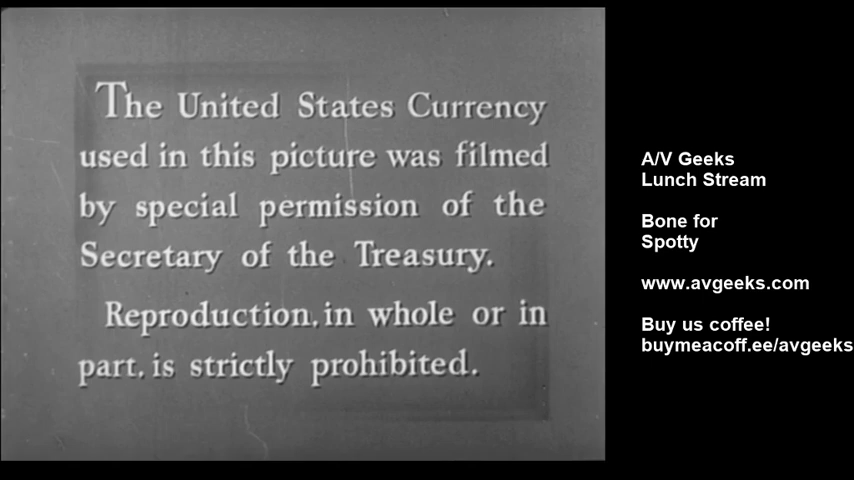 The United States Currency
used in this picture was filmed
by special permission of the
Secretary of the Treasury.
Reproduction, in whole or in
part, is strictly prohibited.
A/V Geeks
Lunch Stream
Bone for
Spotty
www.avgeeks.com
Buy us coffee!
buymeacoff.ee/avgeeks